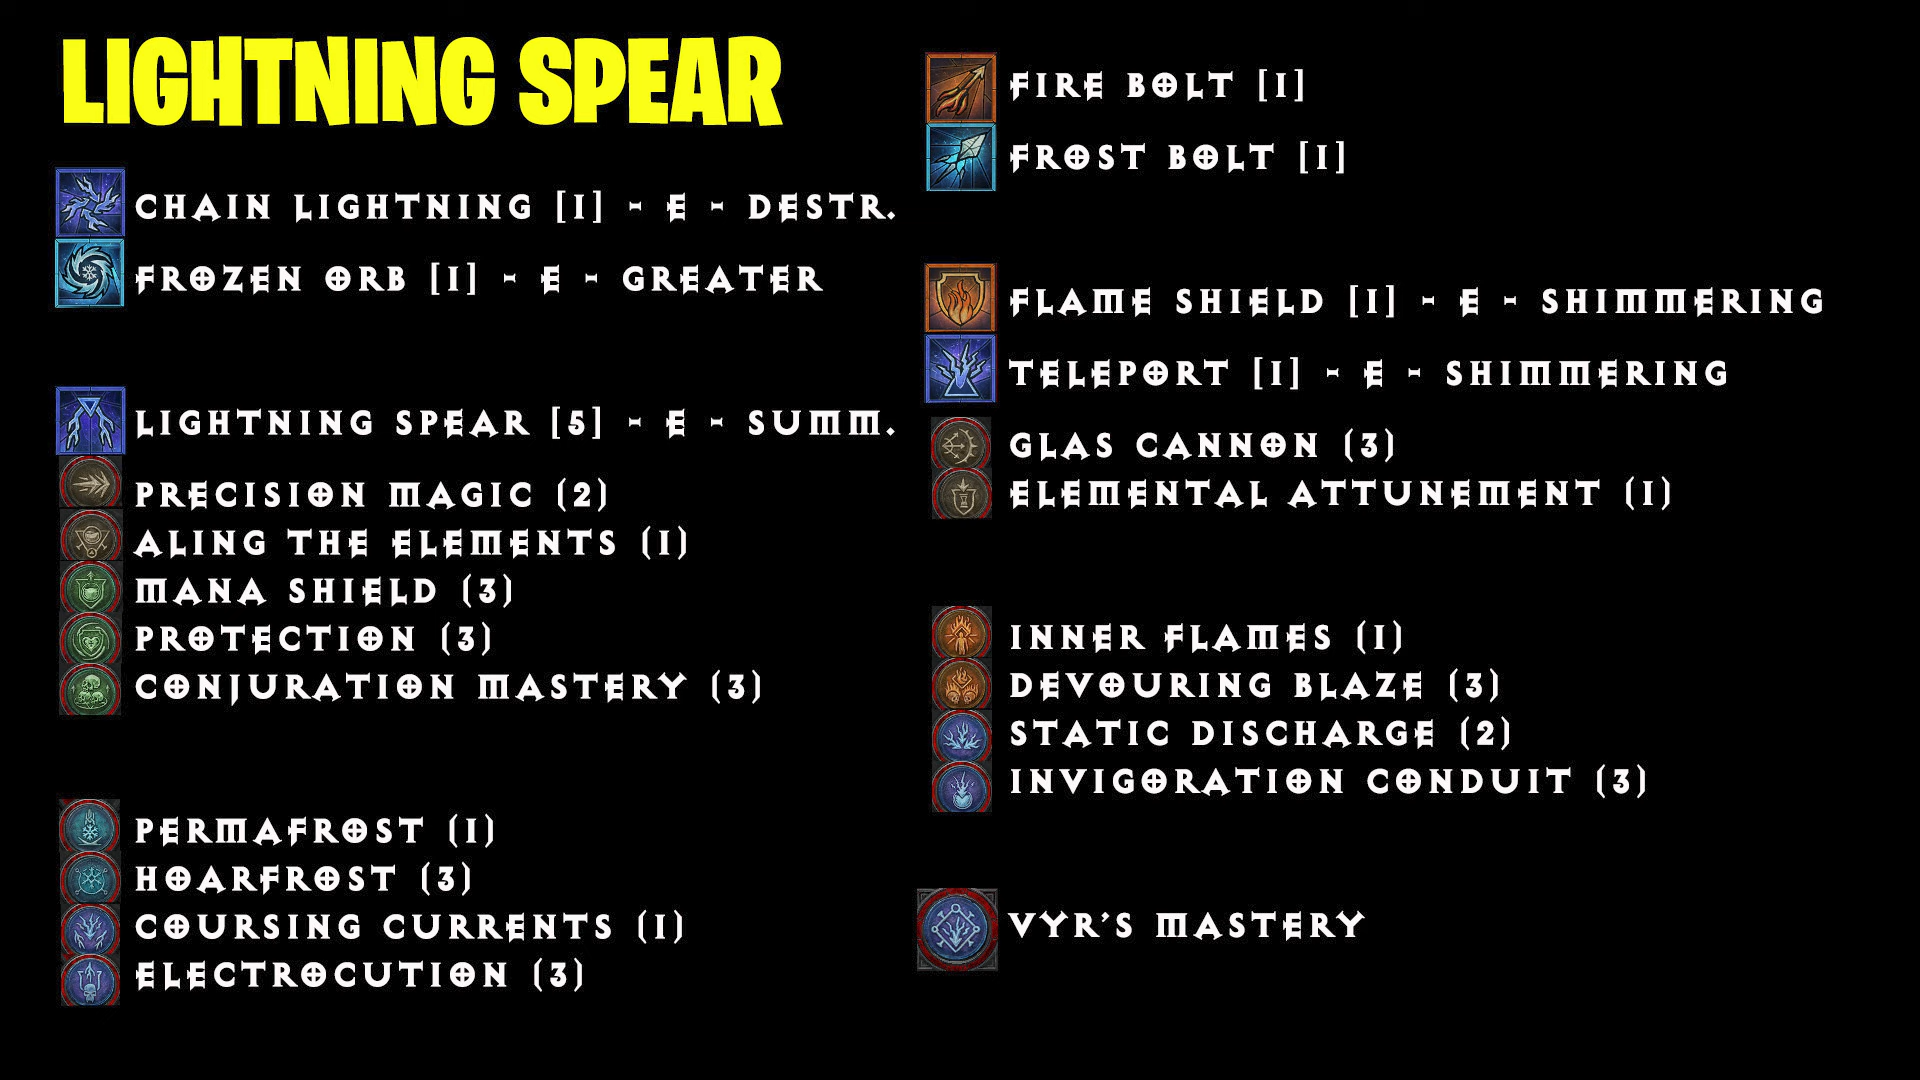 LIGHTNING SPEAR
CHAIN LIGHTNING [1] - E - DESTR.
FROZEN ORB [1] - E - GREATER
LIGHTNING SPEAR [5] - E - SUMM.
PRECISION MAGIC (2)
ALING THE ELEMENTS (1)
MANA SHIELD (3)
PROTECTION (3)
CONJURATION MASTERY (3)
PERMAFROST (1)
HOARFROST (3)
COURSING CURRENTS (1)
ELECTROCUTION (3)
FIRE BOLT [1]
FROST BOLT [1]
FLAME SHIELD [1] - E - SHIMMERING
TELEPORT [1] - E - SHIMMERING
GLAS CANNON (3)
ELEMENTAL ATTUNEMENT (1)
INNER FLAMES (1)
DEVOURING BLAZE (3)
STATIC DISCHARGE (2)
INVIGORATION CONDUIT (3)
VYR'S MASTERY